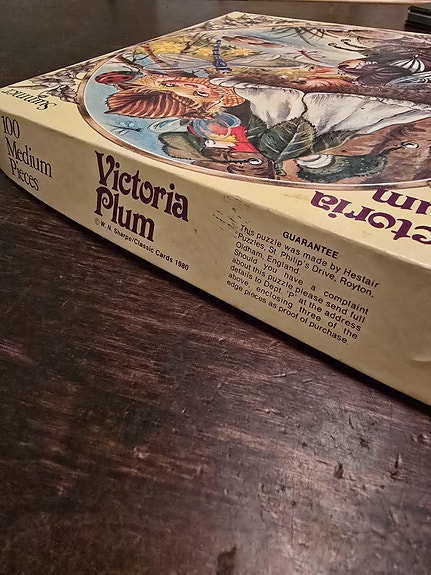 100
Medium
Pieces
Victoria
Plum
© W. N. Sharpe/Classic Cards 1980
GUARANTEE
This puzzle was made by Hestair
Puzzles, St. Philip's Drive, Royton,
Oldham, England.
Should you have a complaint
about this puzzle please send full
details to Dept. 'P' at the address
above, enclosing three of the
edge pieces as proof of purchase.